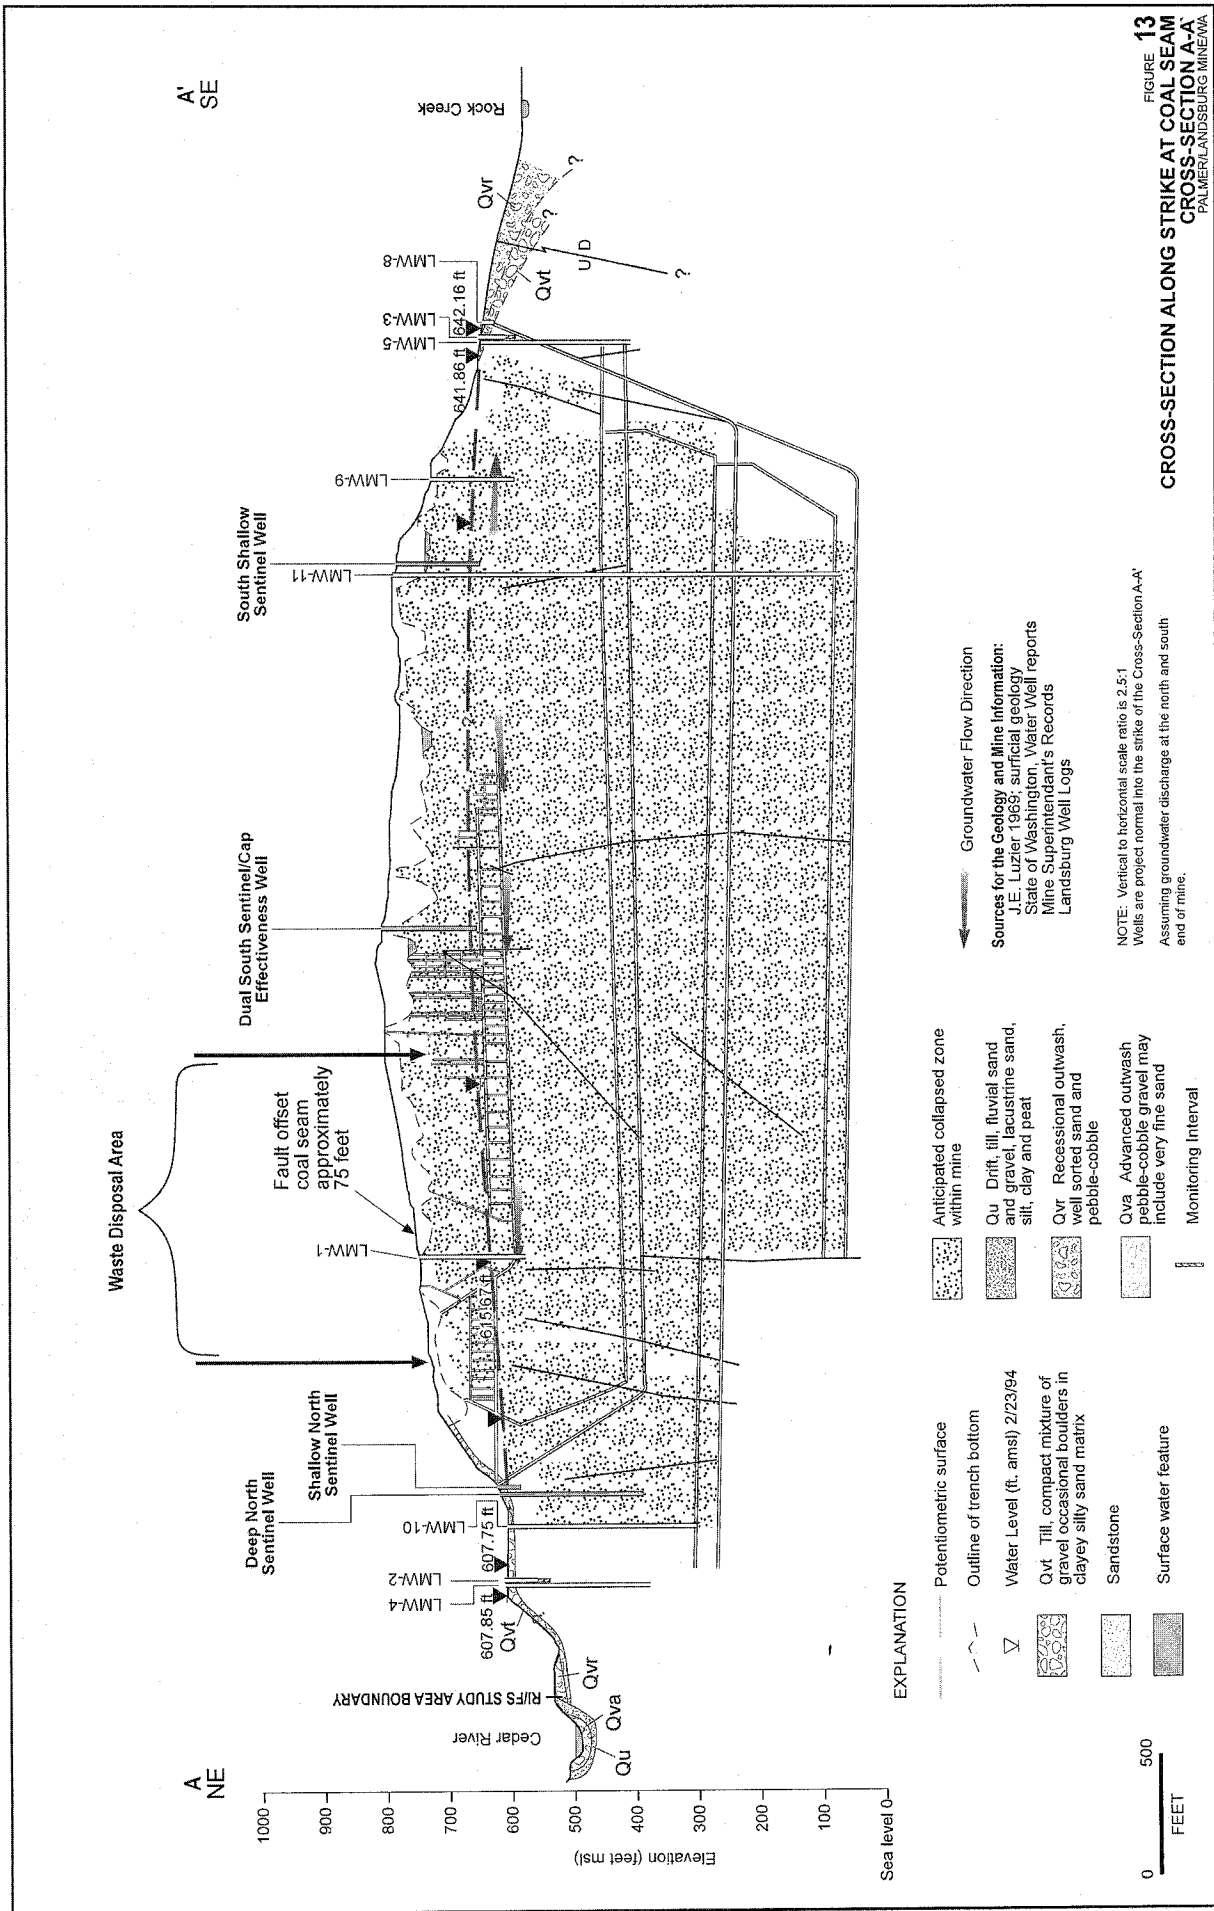 A
NE
A'
SE
Waste Disposal Area
Fault offset
coal seam
approximately
75 feet
Dual South Sentinel/Cap
Effectiveness Well
South Shallow
Sentinel Well
Deep North
Sentinel Well
Shallow North
Sentinel Well
1000
900
800
700
600
500
400
300
200
100
Sea level 0
Elevation (feet msl)
Cedar River
RI/FS STUDY AREA BOUNDARY
Qu
Qva
Qvr
Qvt
607.85 ft
LMW-4
LMW-2
607.75 ft
LMW-10
615.67 ft
LMW-1
?
LMW-11
LMW-9
641.86 ft
LMW-5
LMW-3
642.16 ft
LMW-8
Qvt
Qvr
U
D
?
?
?
Rock Creek
EXPLANATION
Potentiometric surface
Outline of trench bottom
Water Level (ft. amsl) 2/23/94
Qvt Till, compact mixture of
gravel occasional boulders in
clayey silty sand matrix
Sandstone
Surface water feature
Anticipated collapsed zone
within mine
Qu Drift, till, fluvial sand
and gravel, lacustrine sand,
silt, clay and peat
Qvr Recessional outwash,
well sorted sand and
pebble-cobble
Qva Advanced outwash
pebble-cobble gravel may
include very fine sand
Monitoring Interval
Groundwater Flow Direction
Sources for the Geology and Mine Information:
J.E. Luzier 1969; surficial geology
State of Washington, Water Well reports
Mine Superintendant's Records
Landsburg Well Logs
NOTE: Vertical to horizontal scale ratio is 2.5:1
Wells are project normal into the strike of the Cross-Section A-A'
Assuming groundwater discharge at the north and south
end of mine.
0
500
FEET
FIGURE 13
CROSS-SECTION ALONG STRIKE AT COAL SEAM
CROSS-SECTION A-A'
PALMER/LANDSBURG MINE/WA